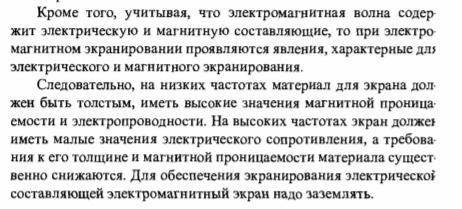 Кроме того, учитывая, что электромагнитная волна содер-
жит электрическую и магнитную составляющие, то при электро-
магнитном экранировании проявляются явления, характерные для
электрического и магнитного экранирования.
Следовательно, на низких частотах материал для экрана дол-
жен быть толстым, иметь высокие значения магнитной проница-
емости и электропроводности. На высоких частотах экран должен
иметь малые значения электрического сопротивления, а требова-
ния к его толщине и магнитной проницаемости материала сущест-
венно снижаются. Для обеспечения экранирования электрической
составляющей электромагнитный экран надо заземлять.